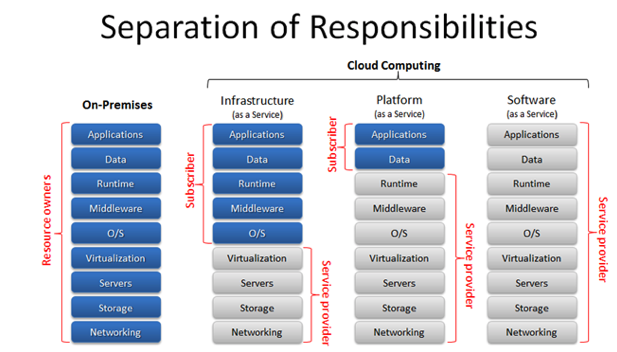 Separation of Responsibilities
Cloud Computing
On-Premises
Applications
Data
Runtime
Middleware
O/S
Virtualization
Servers
Storage
Networking
Resource owners
Infrastructure
(as a Service)
Applications
Data
Runtime
Middleware
O/S
Virtualization
Servers
Storage
Networking
Subscriber
Service provider
Platform
(as a Service)
Applications
Data
Runtime
Middleware
O/S
Virtualization
Servers
Storage
Networking
Subscriber
Service provider
Software
(as a Service)
Applications
Data
Runtime
Middleware
O/S
Virtualization
Servers
Storage
Networking
Service provider